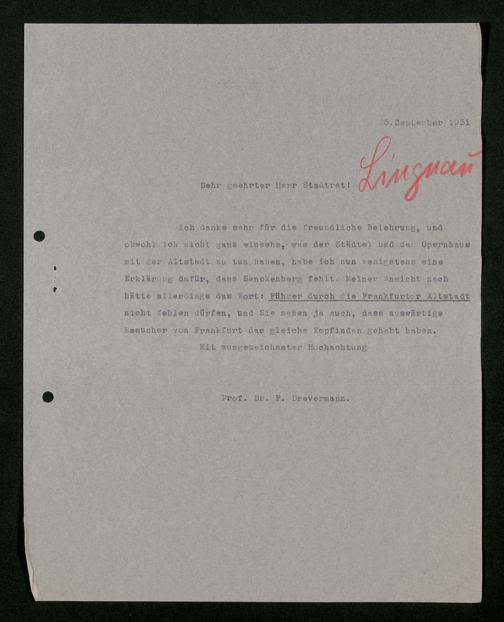 25.September 1931
Lingnau
Sehr geehrter Herr Stadtrat!
Ich danke sehr für die freundliche Belehrung, und
obwohl ich nicht ganz einsehe, was der Städtel und das Opernhaus
mit der Altstadt zu tun haben, habe ich nun wenigstens eine
Erklärung dafür, dass Senckenberg fehlt. Meiner Ansicht nach
hätte allerdings das Wort: Führer durch die Frankfurter Altstadt
nicht fehlen dürfen, und Sie sehen ja auch, dass auswärtige
Besucher von Frankfurt das gleiche Empfinden gehabt haben.
Mit ausgezeichneter Hochachtung
Prof. Dr. F. Drevermann.